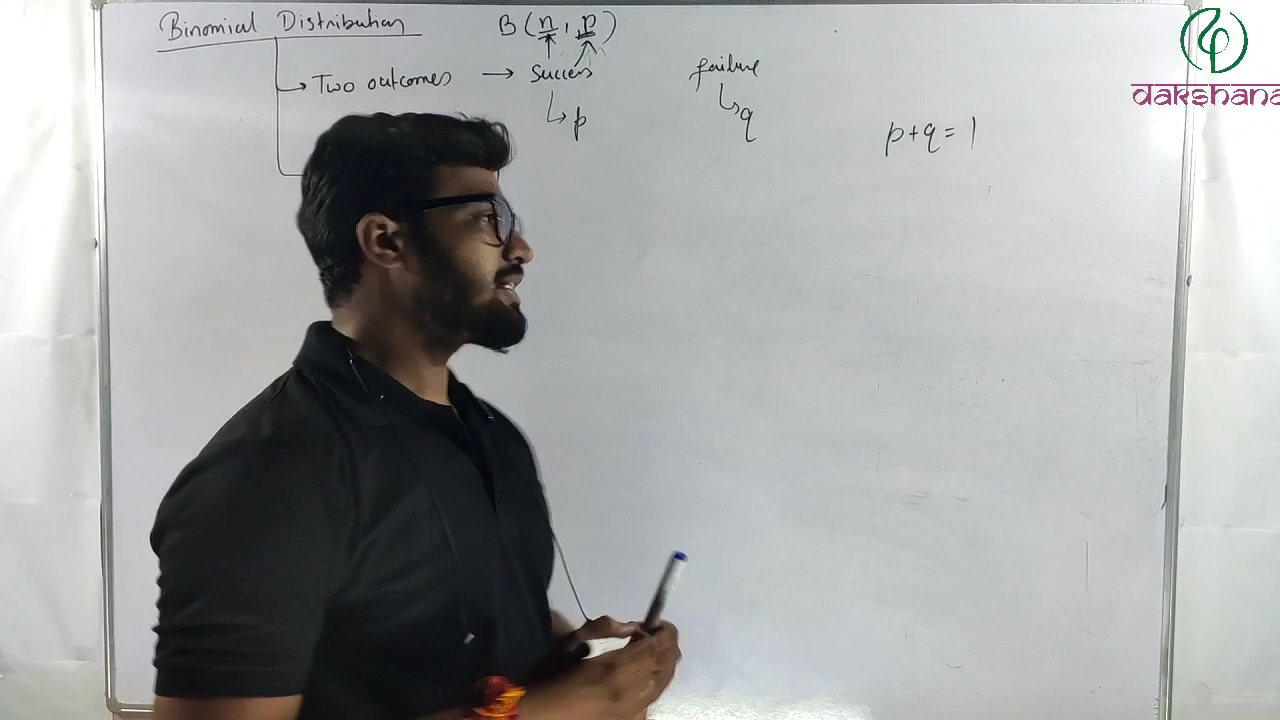 Binomial Distribution B(n, p)
Two outcomes → Success failure
p q
p+q=1
dakshana